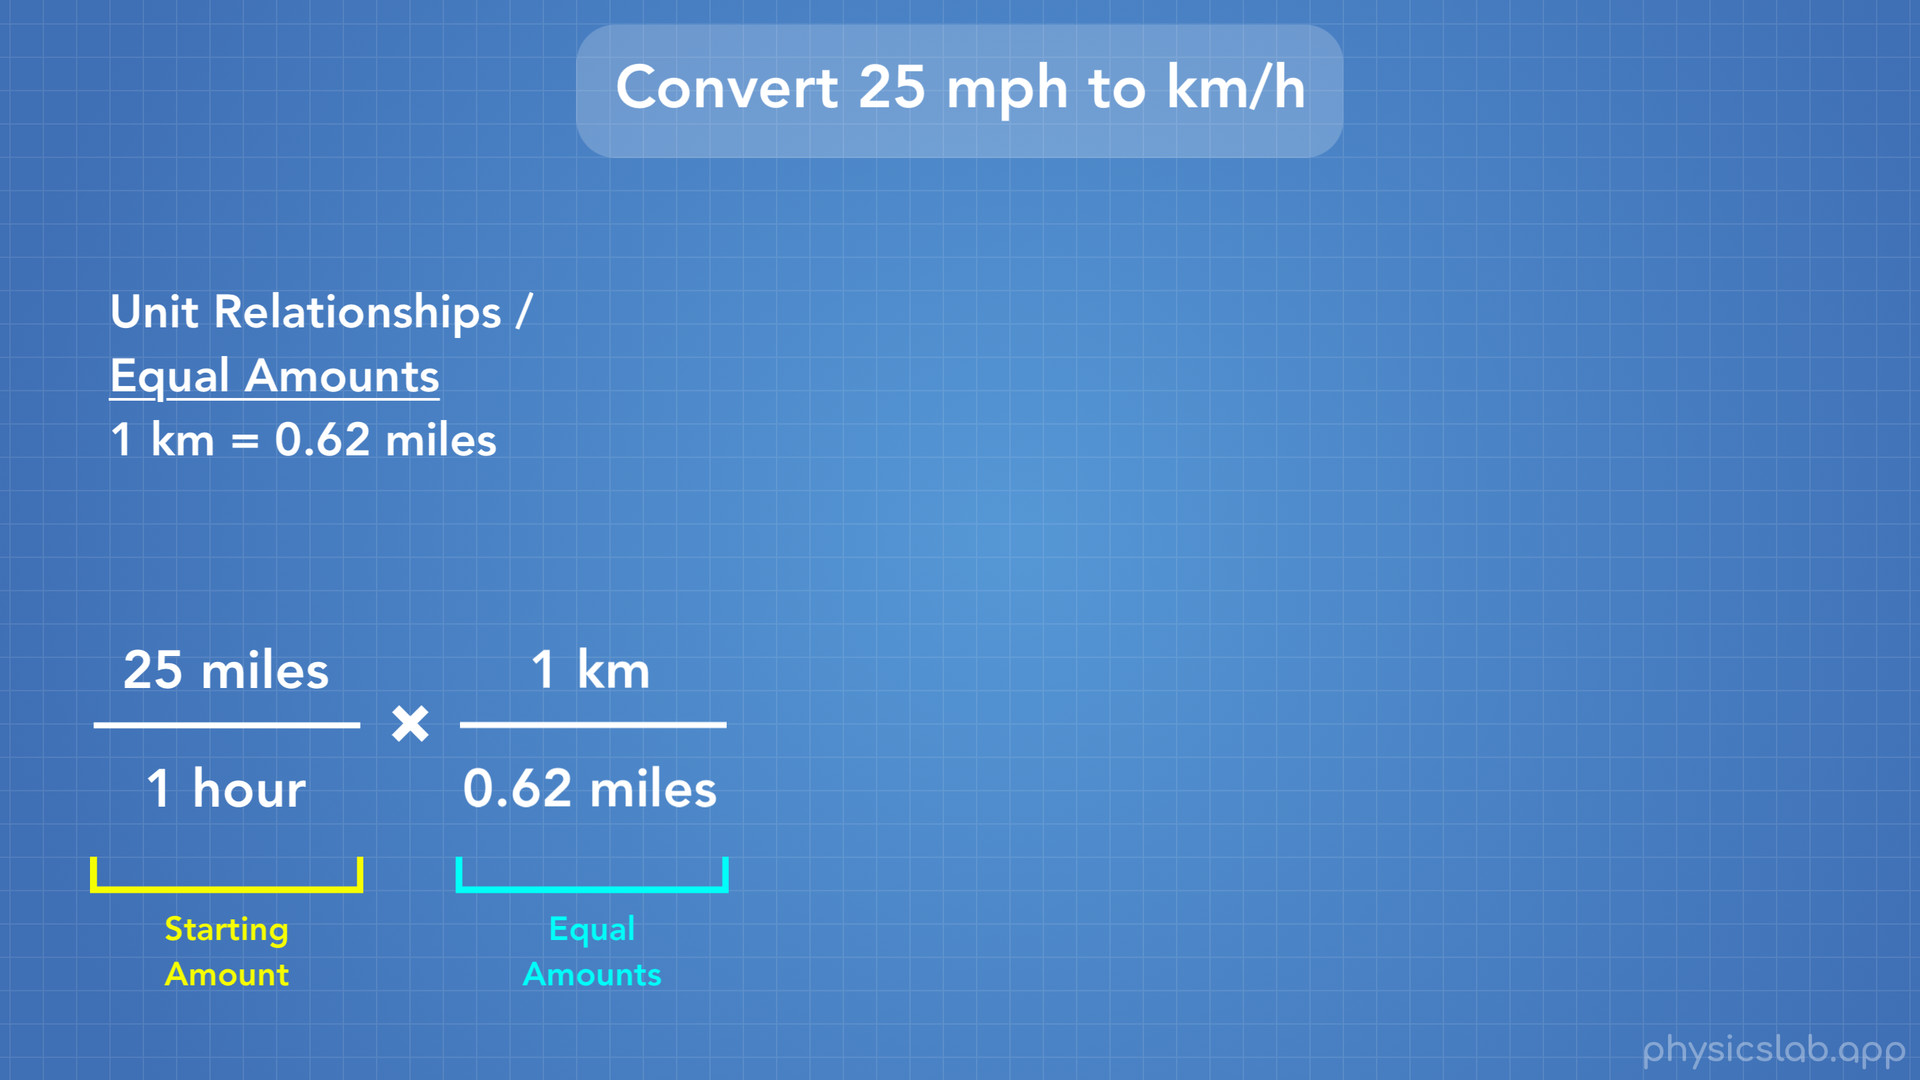 Convert 25 mph to km/h
Unit Relationships /
Equal Amounts
1 km = 0.62 miles
25 miles
1 hour
×
1 km
0.62 miles
Starting
Amount
Equal
Amounts
physicslab.app